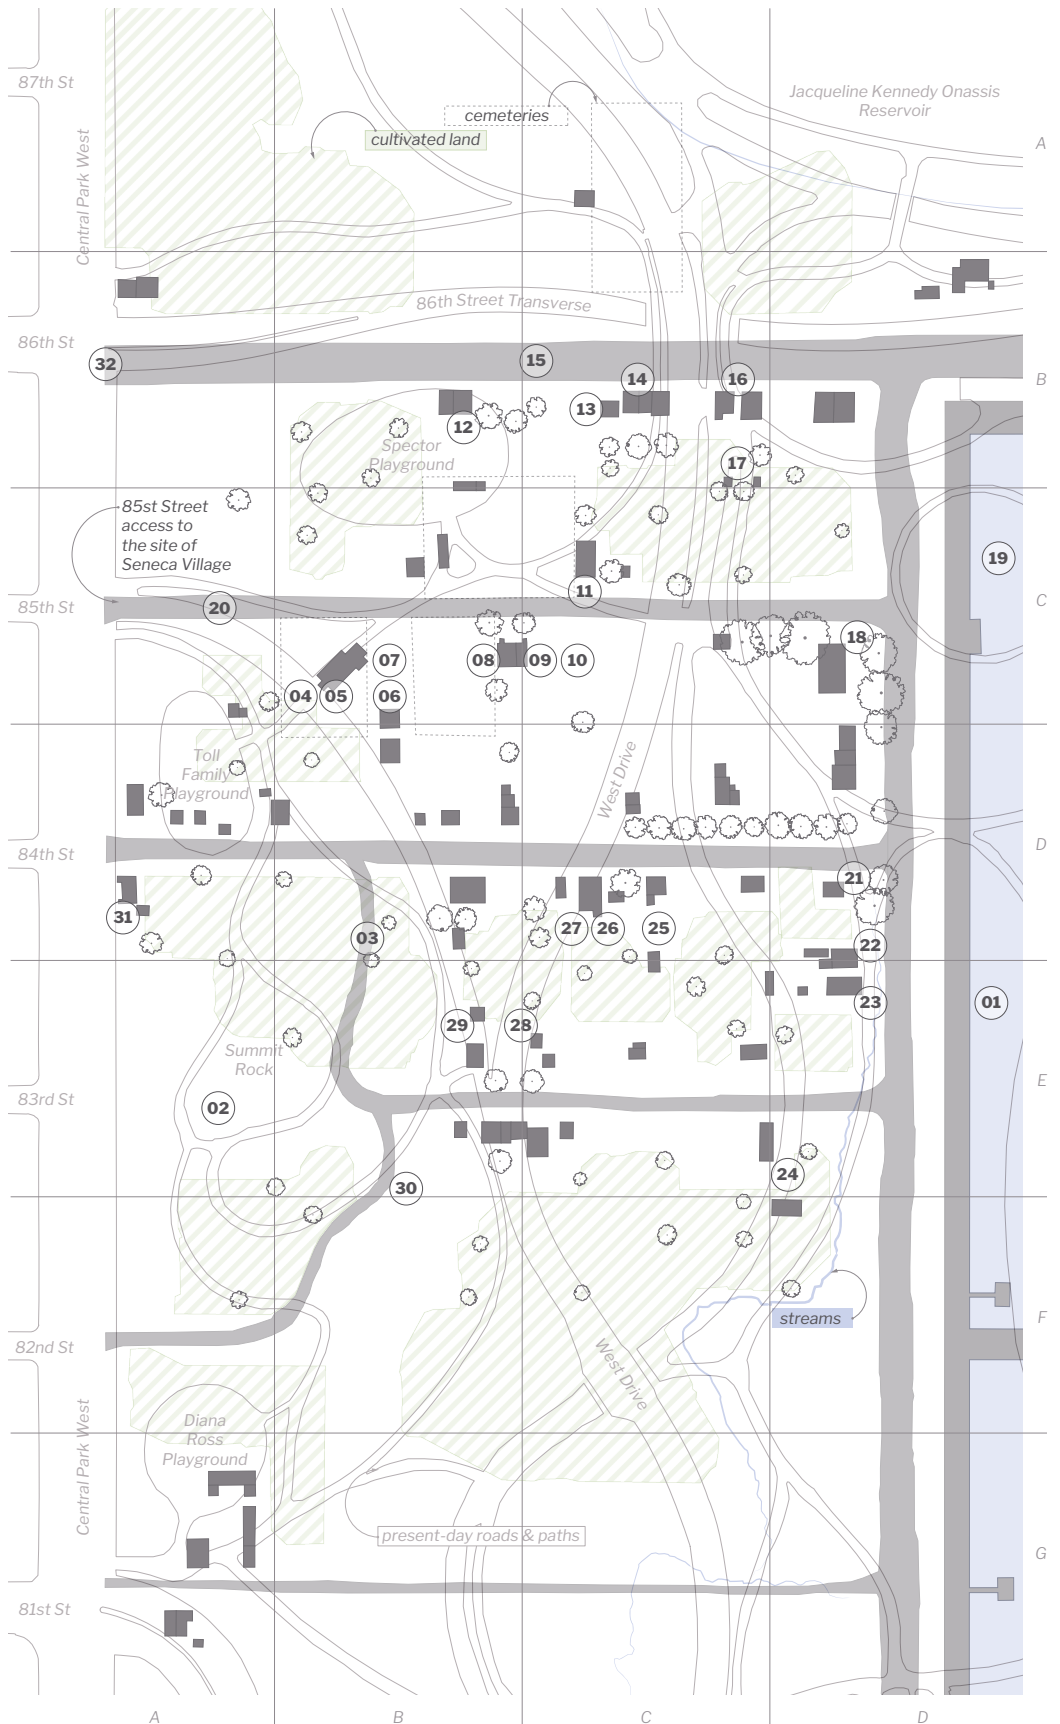 87th St
Central Park West
cemeteries
cultivated land
Jacqueline Kennedy Onassis
Reservoir
A
86th Street Transverse
86th St
32
15
14
16
B
13
12
Spector
Playground
17
85st Street
access to
the site of
Seneca Village
19
11
85th St
20
C
18
07
08
09
10
04
05
06
Toll
Family
Playground
West Drive
84th St
D
21
31
03
27
26
25
22
23
01
29
28
Summit
Rock
E
83rd St
02
24
30
streams
F
82nd St
West Drive
Central Park West
Diana
Ross
Playground
present-day roads & paths
G
81st St
A
B
C
D